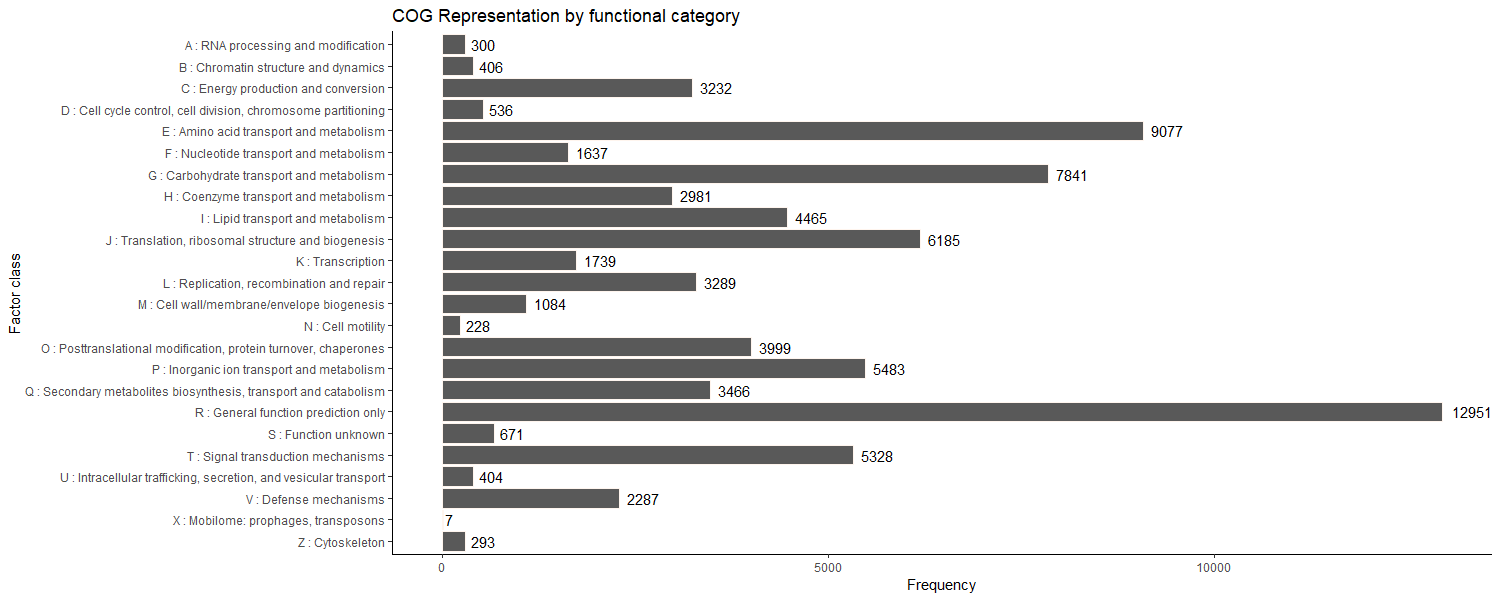 COG Representation by functional category
Factor class
A : RNA processing and modification 300
B : Chromatin structure and dynamics 406
C : Energy production and conversion 3232
D : Cell cycle control, cell division, chromosome partitioning 536
E : Amino acid transport and metabolism 9077
F : Nucleotide transport and metabolism 1637
G : Carbohydrate transport and metabolism 7841
H : Coenzyme transport and metabolism 2981
I : Lipid transport and metabolism 4465
J : Translation, ribosomal structure and biogenesis 6185
K : Transcription 1739
L : Replication, recombination and repair 3289
M : Cell wall/membrane/envelope biogenesis 1084
N : Cell motility 228
O : Posttranslational modification, protein turnover, chaperones 3999
P : Inorganic ion transport and metabolism 5483
Q : Secondary metabolites biosynthesis, transport and catabolism 3466
R : General function prediction only 12951
S : Function unknown 671
T : Signal transduction mechanisms 5328
U : Intracellular trafficking, secretion, and vesicular transport 404
V : Defense mechanisms 2287
X : Mobilome: prophages, transposons 7
Z : Cytoskeleton 293
0 5000 10000
Frequency